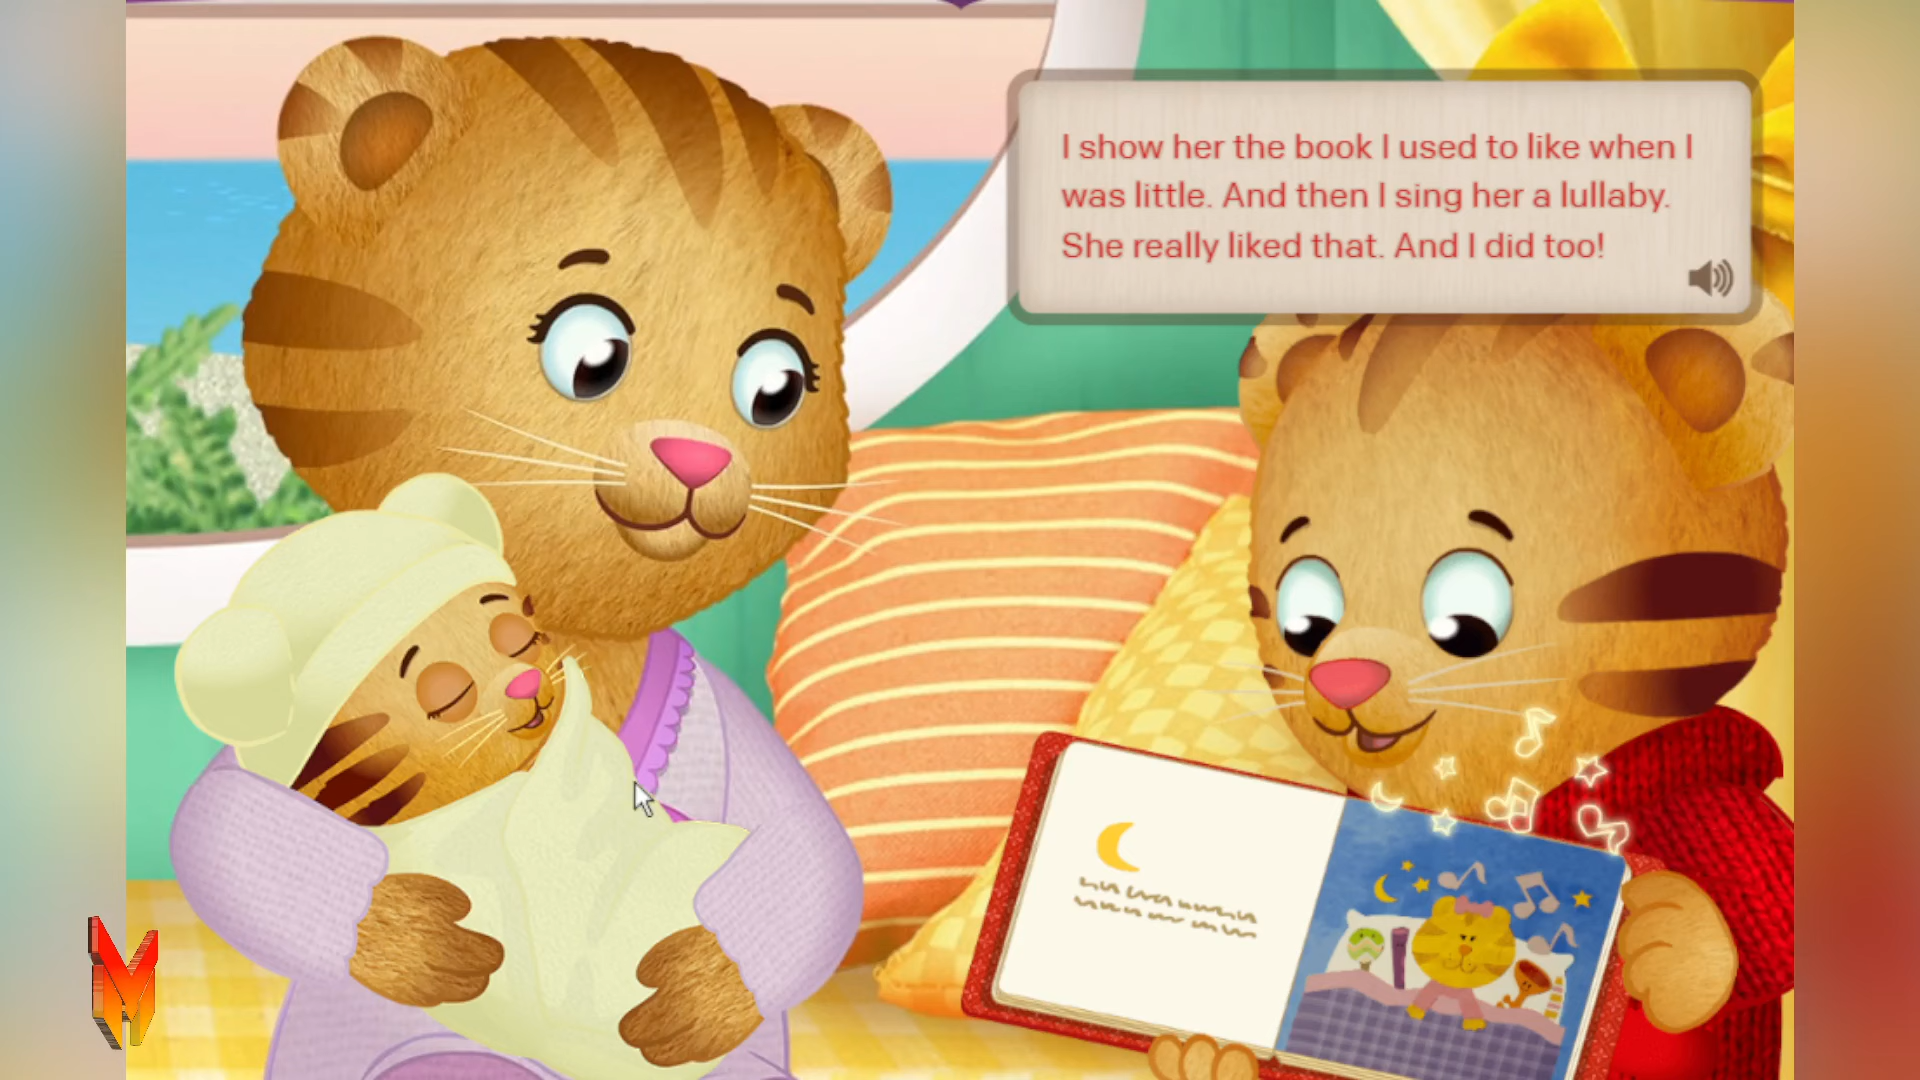 I show her the book I used to like when I
was little. And then I sing her a lullaby.
She really liked that. And I did too!